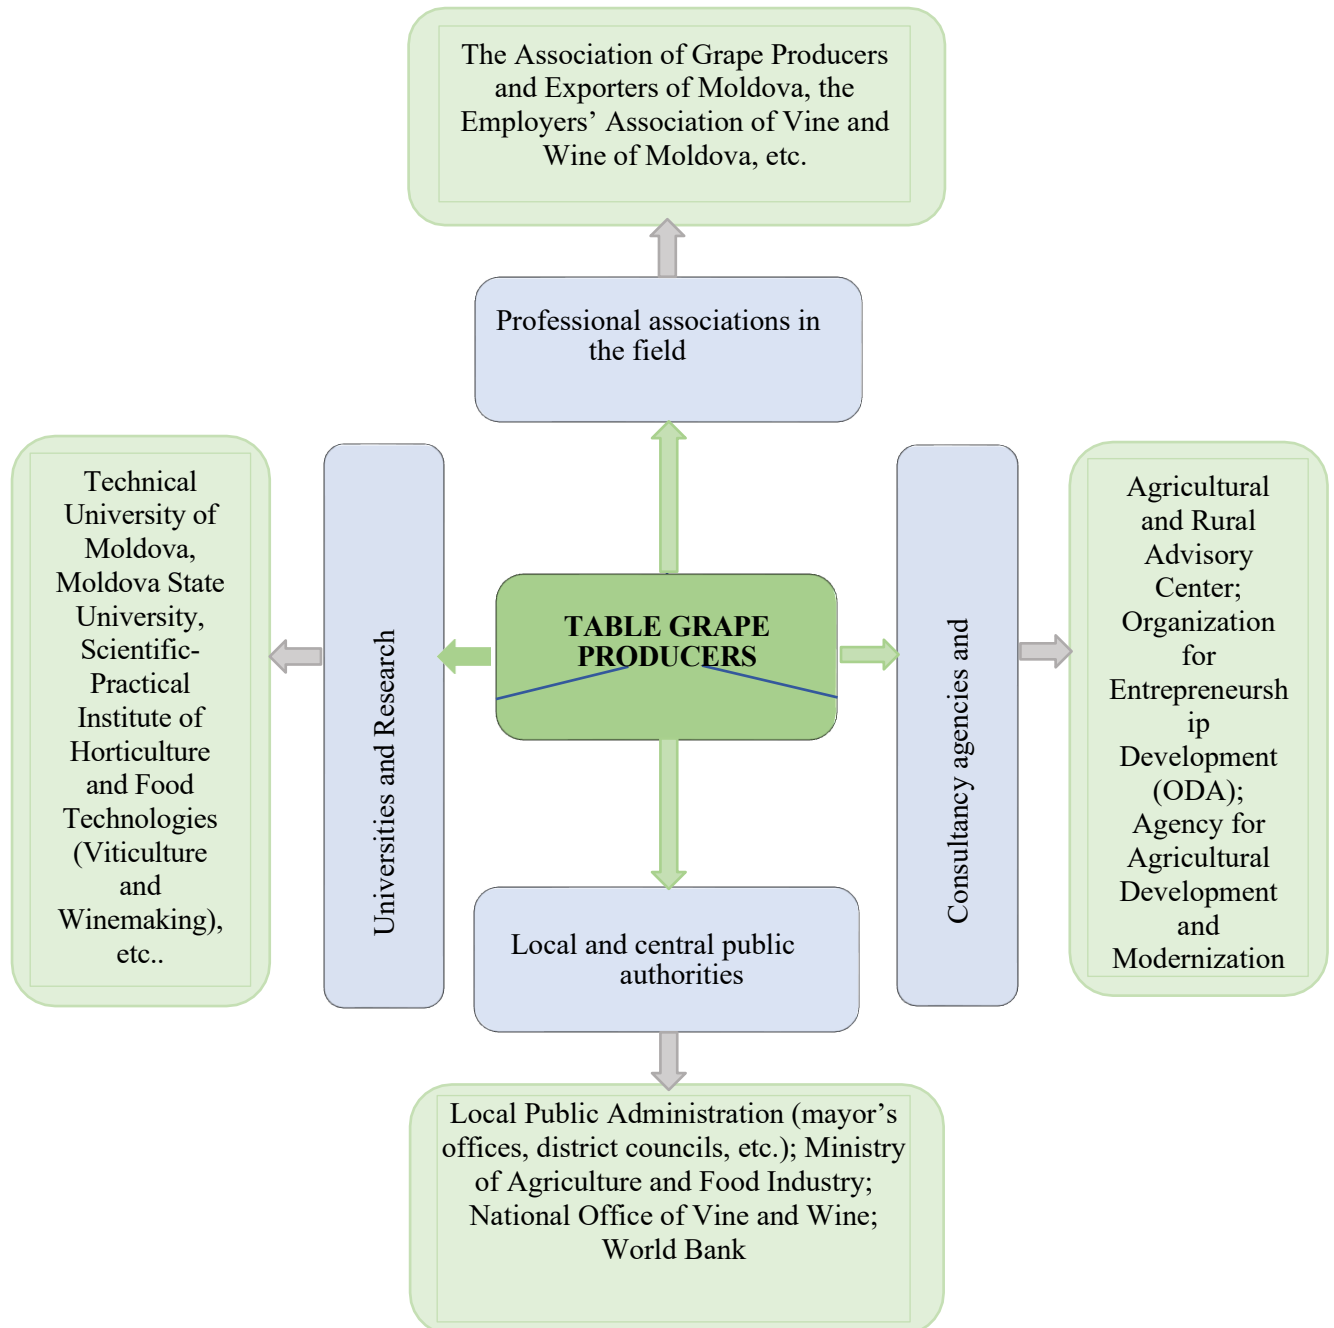 The Association of Grape Producers
and Exporters of Moldova, the
Employers’ Association of Vine and
Wine of Moldova, etc.
Professional associations in
the field
Technical
University of
Moldova,
Moldova State
University,
Scientific-
Practical
Institute of
Horticulture
and Food
Technologies
(Viticulture
and
Winemaking),
etc..
Universities and Research
TABLE GRAPE
PRODUCERS
Consultancy agencies and
Agricultural
and Rural
Advisory
Center;
Organization
for
Entrepreneursh
ip
Development
(ODA);
Agency for
Agricultural
Development
and
Modernization
Local and central public
authorities
Local Public Administration (mayor’s
offices, district councils, etc.); Ministry
of Agriculture and Food Industry;
National Office of Vine and Wine;
World Bank